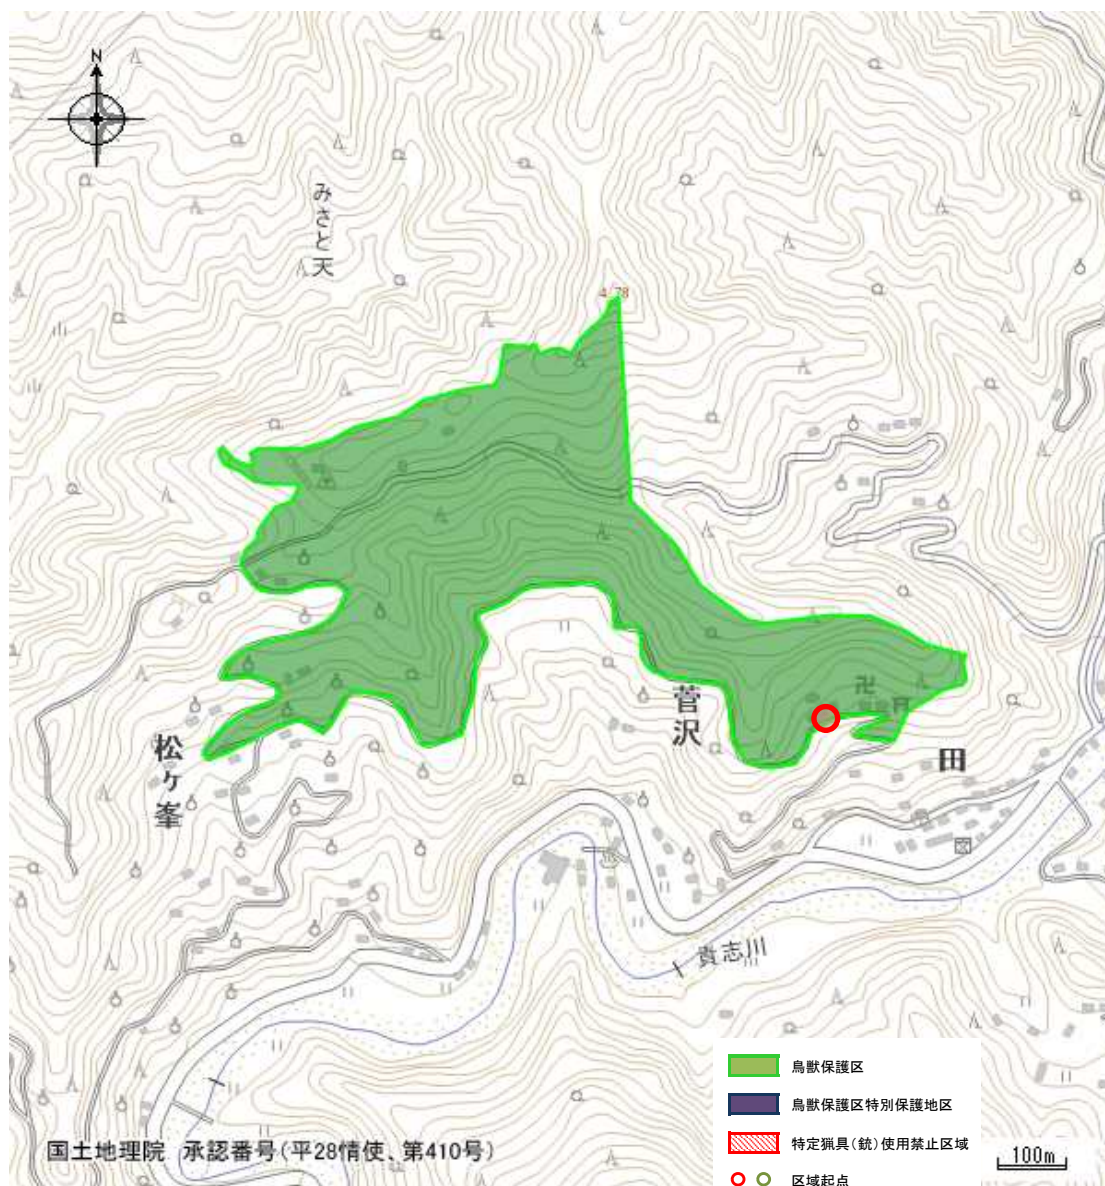 N
みさと天
4 78
菅沢
松ヶ峯
田
貴志川
鳥獣保護区
鳥獣保護区特別保護地区
特定猟具(銃)使用禁止区域
区域起点
国土地理院 承認番号(平28情使、第410号)
100m